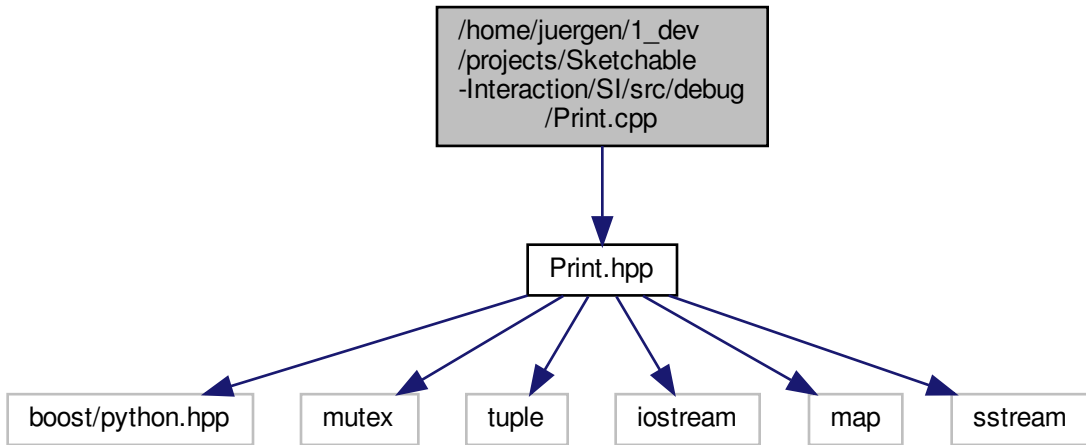 /home/juergen/1_dev
/projects/Sketchable
-Interaction/SI/src/debug
/Print.cpp
Print.hpp
boost/python.hpp
mutex
tuple
iostream
map
sstream